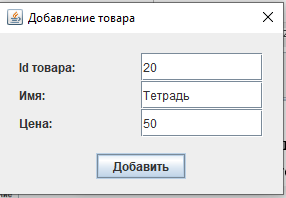 Добавление товара
Id товара: 20
Имя: Тетрадь
Цена: 50
Добавить